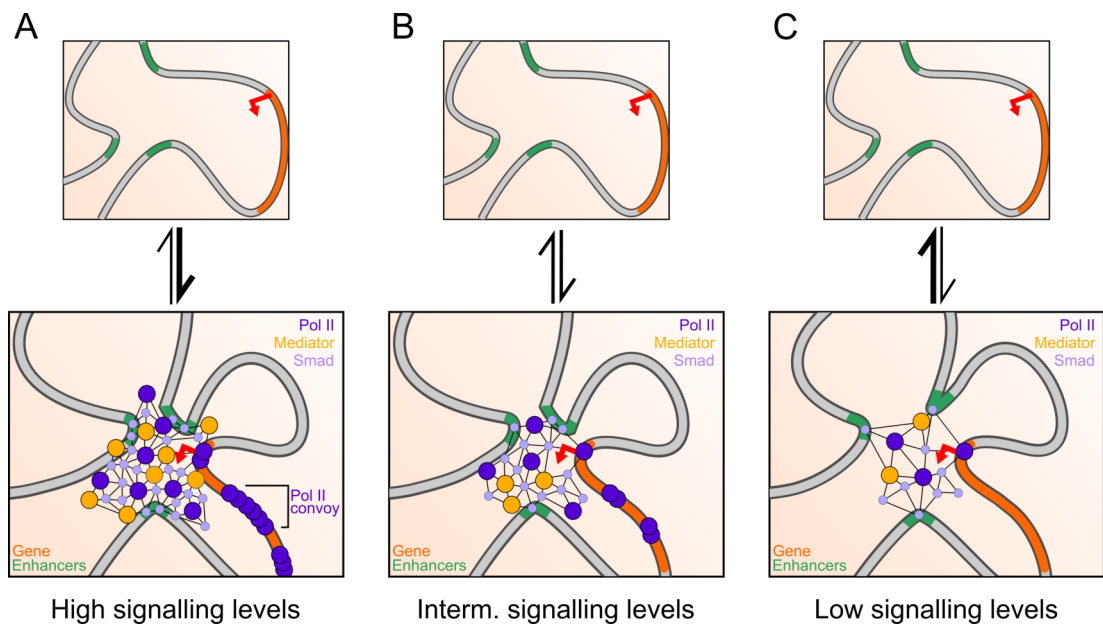 A
B
C
Pol II
Mediator
Smad
Pol II
convoy
Gene
Enhancers
High signalling levels
Pol II
Mediator
Smad
Gene
Enhancers
Interm. signalling levels
Pol II
Mediator
Smad
Gene
Enhancers
Low signalling levels